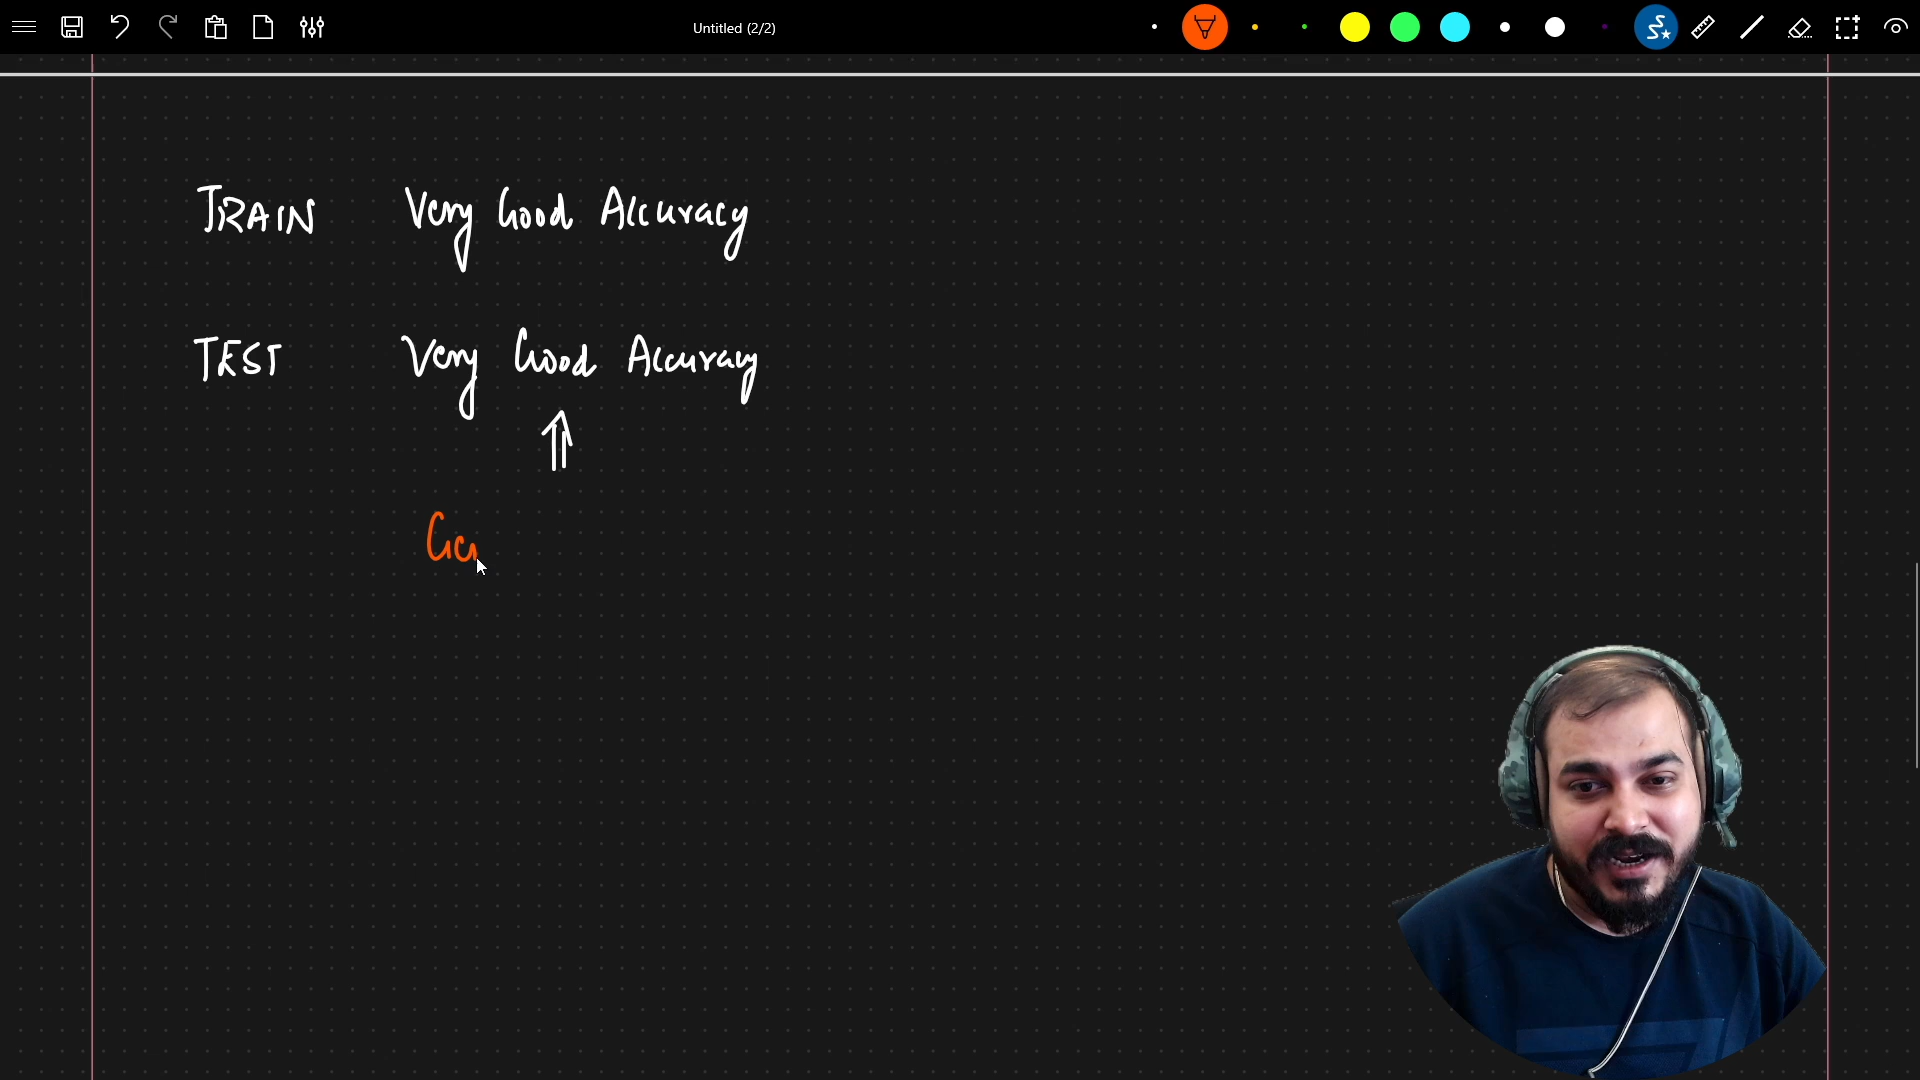 Untitled (2/2)
TRAIN Very Good Accuracy
TEST Very Good Accuracy